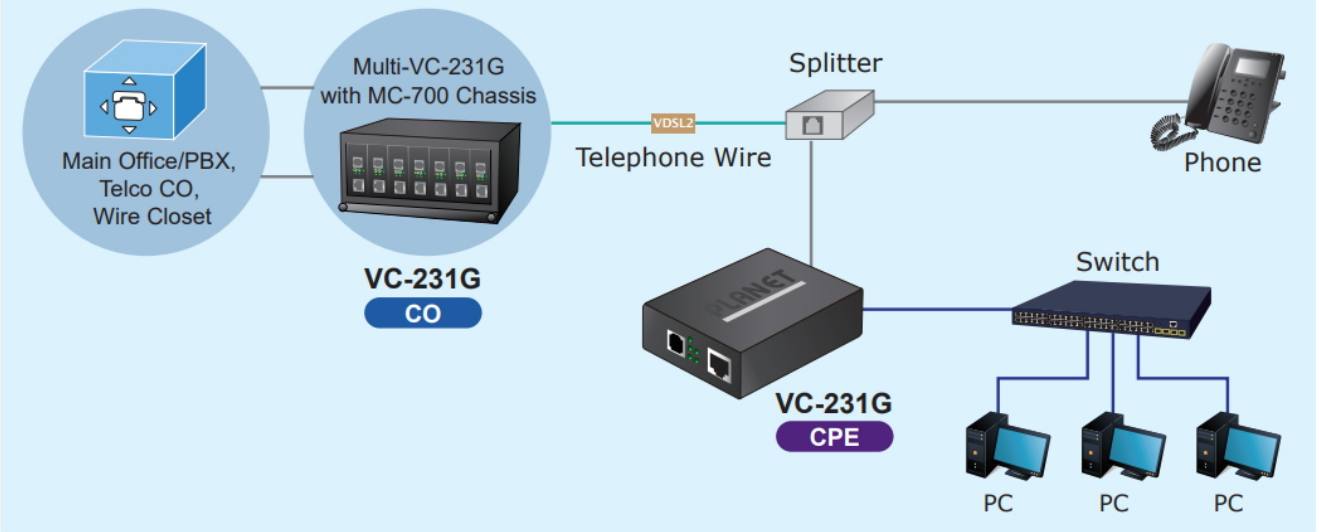 Main Office/PBX,
Telco CO,
Wire Closet
Multi-VC-231G
with MC-700 Chassis
VC-231G
CO
VDSL2
Telephone Wire
Splitter
Phone
PLANET
VC-231G
CPE
Switch
PC
PC
PC